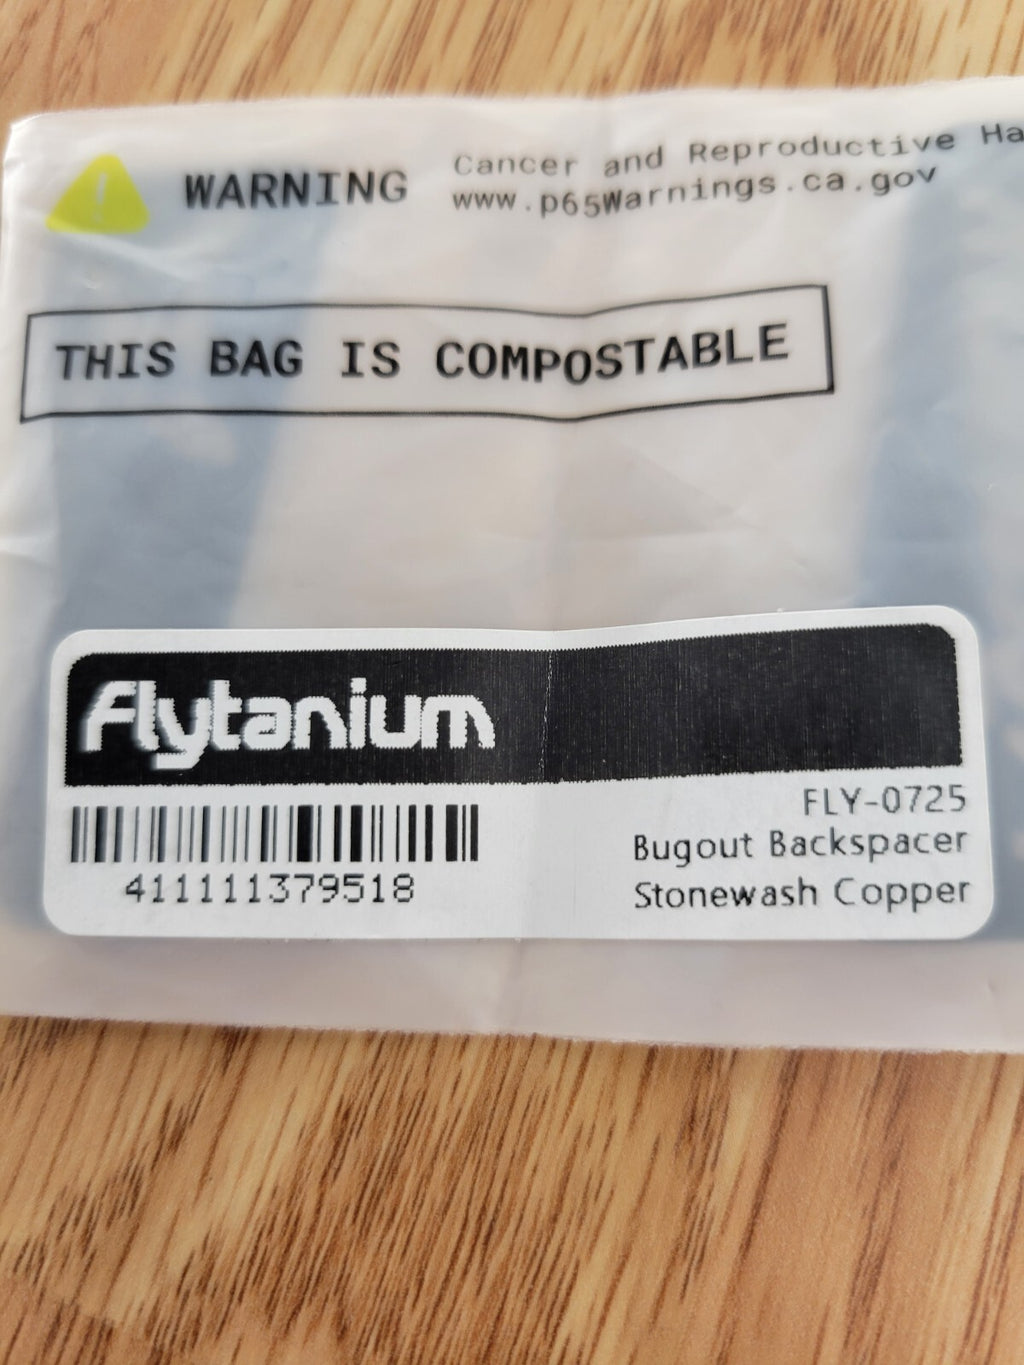 WARNING
Cancer and Reproductive
www.p65Warnings.ca.gov
THIS BAG IS COMPOSTABLE
Flytanium
411111379518
FLY-0725
Bugout Backspacer
Stonewash Copper